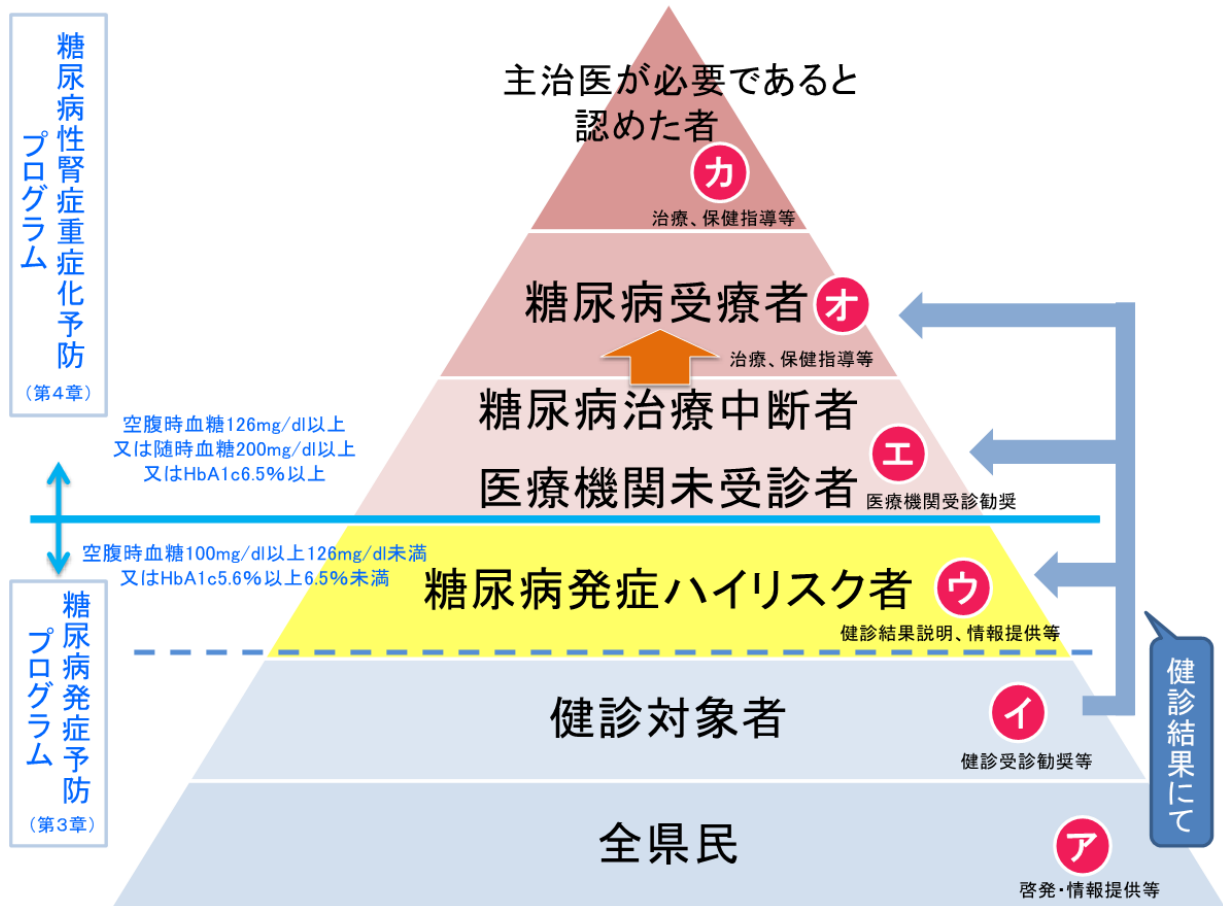 糖尿病性腎症重症化予防
プログラム
(第4章)
主治医が必要であると
認めた者
カ
治療、保健指導等
糖尿病受療者
オ
治療、保健指導等
糖尿病治療中断者
医療機関未受診者
エ
医療機関受診勧奨
空腹時血糖126mg/dl以上
又は随時血糖200mg/dl以上
又はHbA1c6.5%以上
空腹時血糖100mg/dl以上126mg/dl未満
又はHbA1c5.6%以上6.5%未満
糖尿病発症ハイリスク者
ウ
健診結果説明、情報提供等
糖尿病発症予防
プログラム
(第3章)
健診対象者
イ
健診受診勧奨等
健診結果にて
全県民
ア
啓発・情報提供等